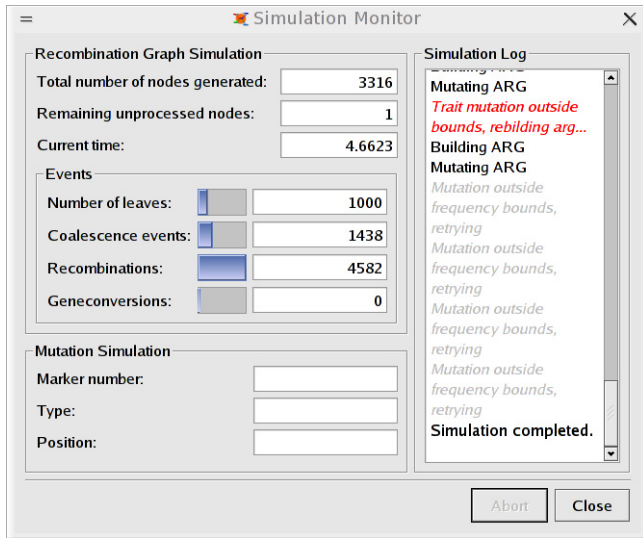 Simulation Monitor
Recombination Graph Simulation
Total number of nodes generated: 3316
Remaining unprocessed nodes: 1
Current time: 4.6623
Events
Number of leaves: 1000
Coalescence events: 1438
Recombinations: 4582
Geneconversions: 0
Mutation Simulation
Marker number:
Type:
Position:
Simulation Log
Building ARG
Mutating ARG
Trait mutation outside
bounds, rebilding arg...
Building ARG
Mutating ARG
Mutation outside
frequency bounds,
retrying
Mutation outside
frequency bounds,
retrying
Mutation outside
frequency bounds,
retrying
Mutation outside
frequency bounds,
retrying
Simulation completed.
Abort
Close